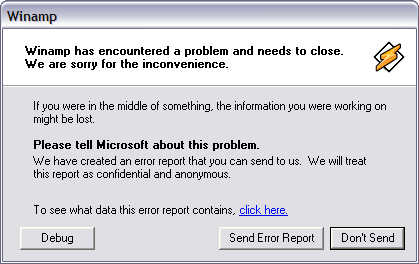 Winamp
Winamp has encountered a problem and needs to close.
We are sorry for the inconvenience.
If you were in the middle of something, the information you were working on
might be lost.
Please tell Microsoft about this problem.
We have created an error report that you can send to us. We will treat
this report as confidential and anonymous.
To see what data this error report contains, click here.
Debug
Send Error Report
Don't Send